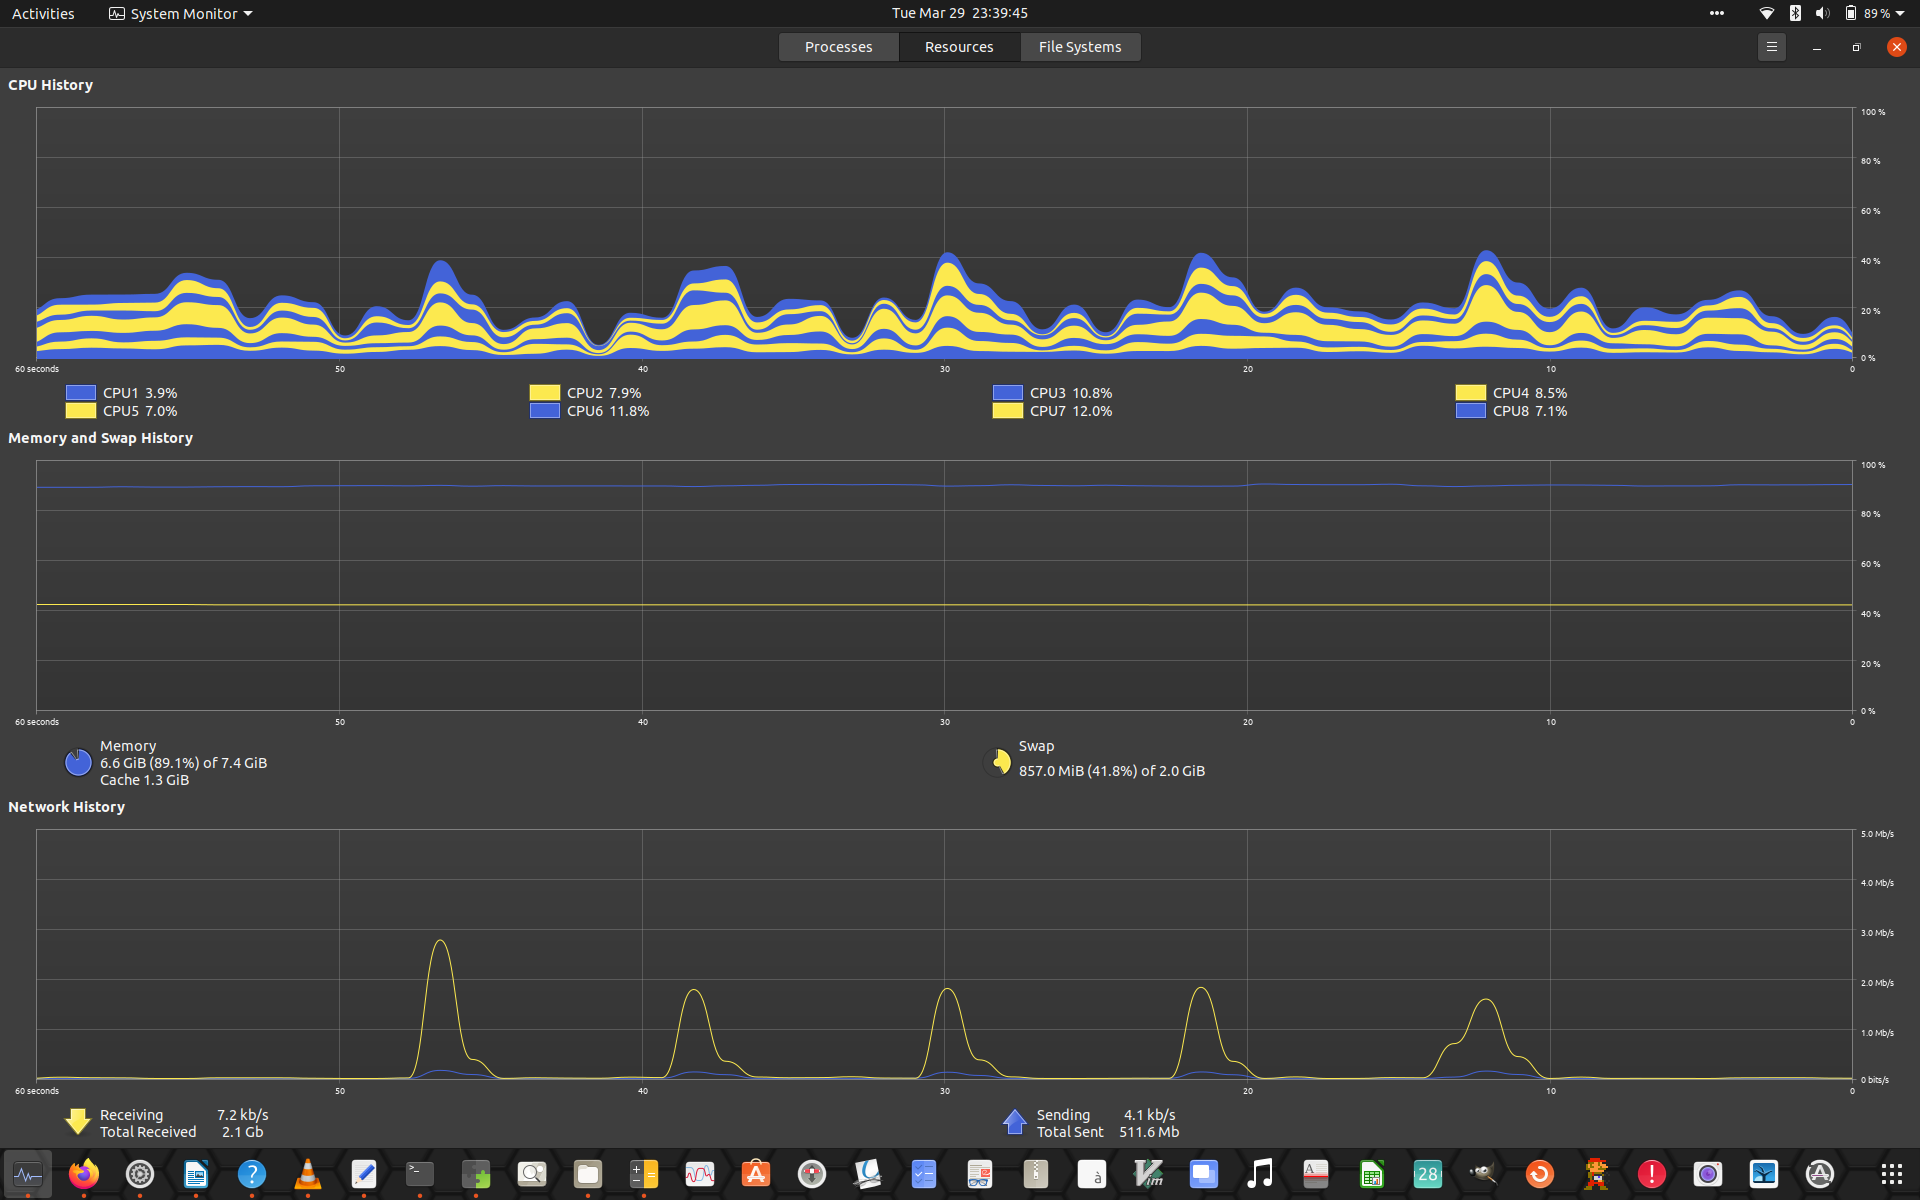 Activities System Monitor Tue Mar 29 23:39:45 89 %
Processes Resources File Systems
CPU History
100 %
80 %
60 %
40 %
20 %
0 %
60 seconds 50 40 30 20 10 0
CPU1 3.9% CPU2 7.9% CPU3 10.8% CPU4 8.5%
CPU5 7.0% CPU6 11.8% CPU7 12.0% CPU8 7.1%
Memory and Swap History
100 %
80 %
60 %
40 %
20 %
0 %
60 seconds 50 40 30 20 10 0
Memory
6.6 GiB (89.1%) of 7.4 GiB
Cache 1.3 GiB
Swap
857.0 MiB (41.8%) of 2.0 GiB
Network History
5.0 Mb/s
4.0 Mb/s
3.0 Mb/s
2.0 Mb/s
1.0 Mb/s
0 bits/s
60 seconds 50 40 30 20 10 0
Receiving 7.2 kb/s
Total Received 2.1 Gb
Sending 4.1 kb/s
Total Sent 511.6 Mb
? >_ à Vim A 28 !